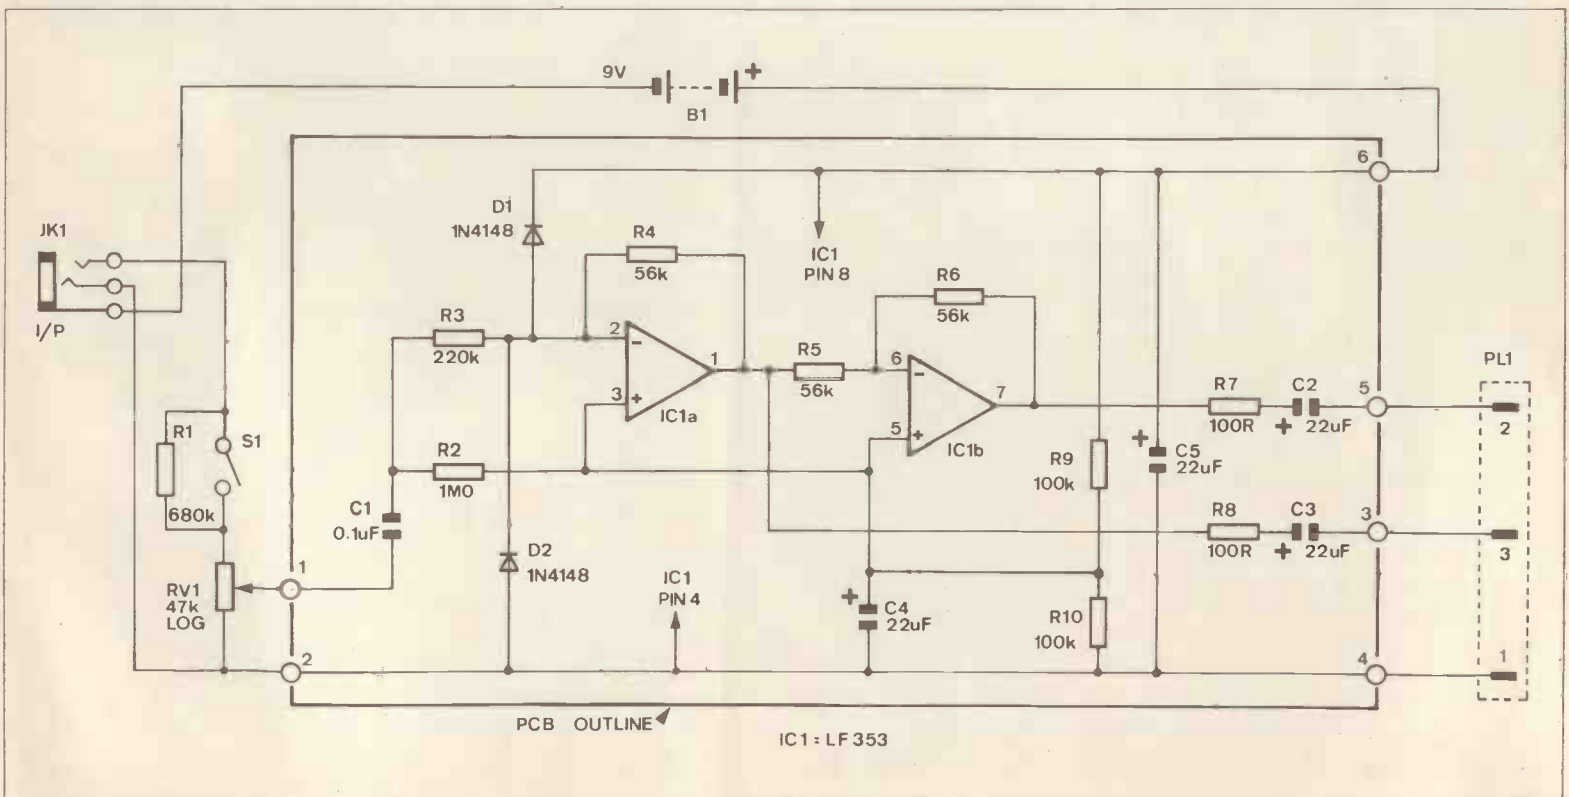 9V
+
B1
6
JK1
I/P
D1
1N4148
R4
56k
IC1
PIN 8
R6
56k
R3
220k
2
-
1
3
+
IC1a
R5
56k
6
-
7
5
+
IC1b
PL1
R7
100R
C2
+ 22uF
5
2
R1
680k
S1
R2
1M0
C1
0.1uF
R9
100k
+
C5
22uF
R8
100R
C3
+ 22uF
3
3
RV1
47k
LOG
1
D2
1N4148
IC1
PIN 4
+
C4
22uF
R10
100k
2
4
1
PCB OUTLINE
IC1 = LF 353